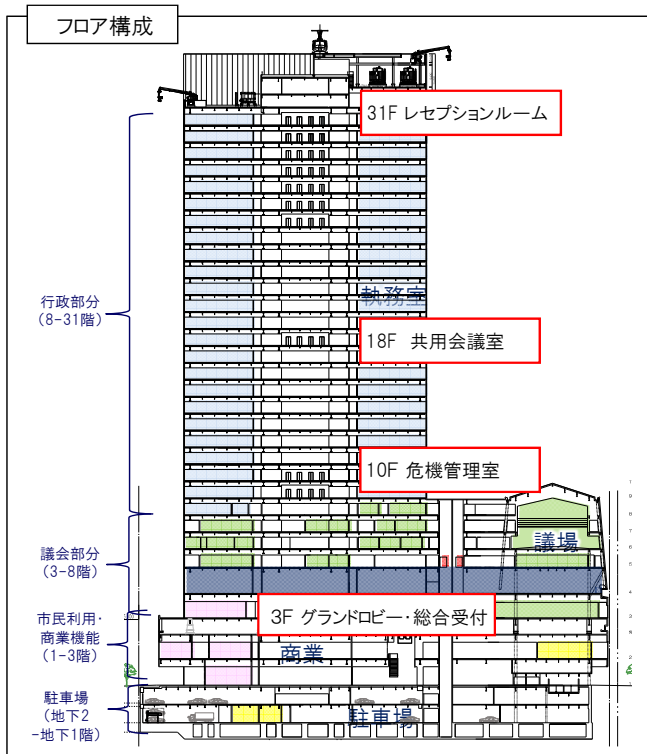 フロア構成
31F レセプションルーム
行政部分
(8-31階)
執務室
18F 共用会議室
10F 危機管理室
議会部分
(3-8階)
議場
市民利用・
商業機能
(1-3階)
3F グランドロビー・総合受付
商業
駐車場
(地下2
-地下1階)
駐車場